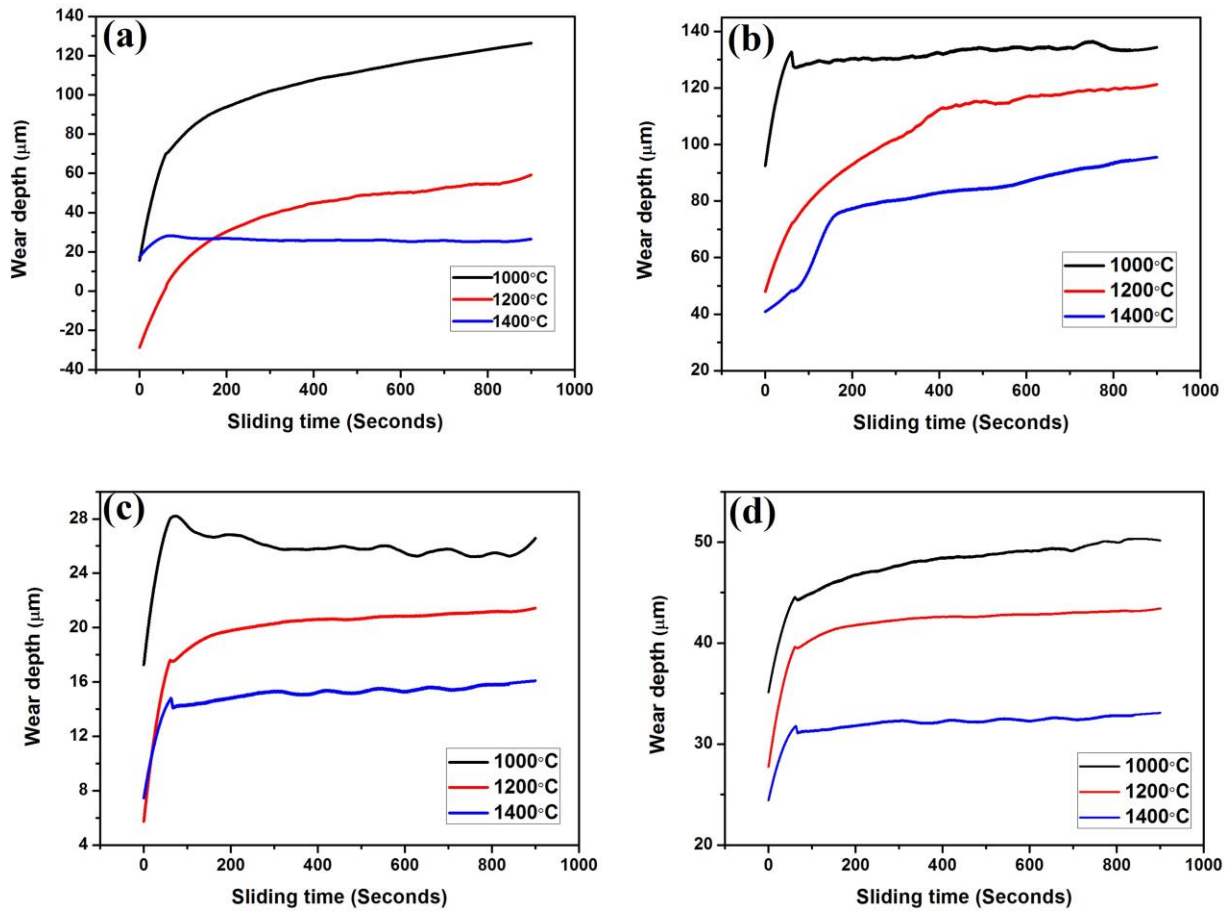 (a)
140
120
100
80
60
40
20
0
-20
-40
0 200 400 600 800 1000
Wear depth (μm)
Sliding time (Seconds)
1000°C
1200°C
1400°C
(b)
140
120
100
80
60
40
20
0 200 400 600 800 1000
Wear depth (μm)
Sliding time (Seconds)
1000°C
1200°C
1400°C
(c)
28
24
20
16
12
8
4
0 200 400 600 800 1000
Wear depth (μm)
Sliding time (Seconds)
1000°C
1200°C
1400°C
(d)
50
40
30
20
0 200 400 600 800 1000
Wear depth (μm)
Sliding time (Seconds)
1000°C
1200°C
1400°C